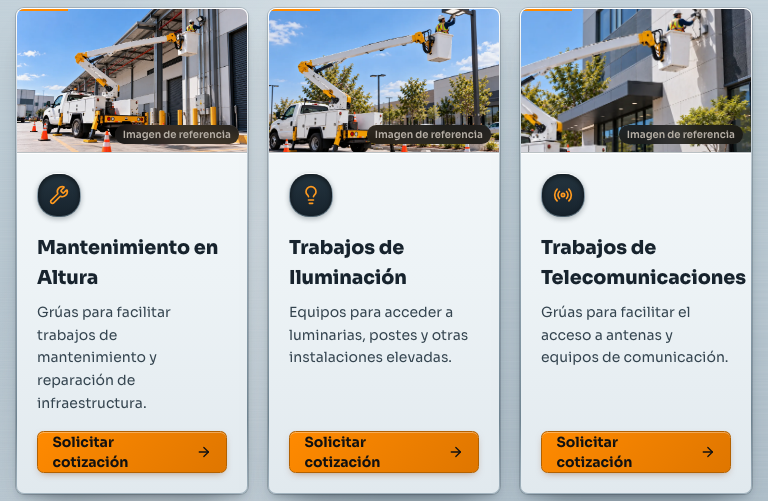 Imagen de referencia
Mantenimiento en
Altura
Grúas para facilitar
trabajos de
mantenimiento y
reparación de
infraestructura.
Solicitar
cotización
Imagen de referencia
Trabajos de
Iluminación
Equipos para acceder a
luminarias, postes y otras
instalaciones elevadas.
Solicitar
cotización
Imagen de referencia
Trabajos de
Telecomunicaciones
Grúas para facilitar el
acceso a antenas y
equipos de comunicación.
Solicitar
cotización